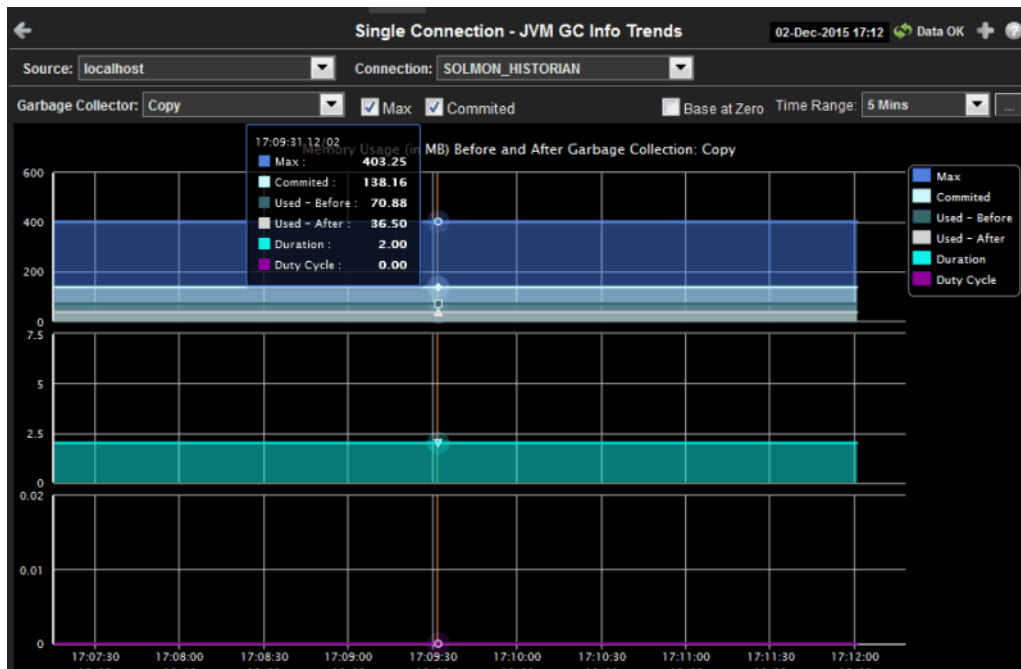 Single Connection - JVM GC Info Trends
02-Dec-2015 17:12 Data OK
Source: localhost Connection: SOLMON_HISTORIAN
Garbage Collector: Copy Max Commited Base at Zero Time Range: 5 Mins ...
Memory Usage (in MB) Before and After Garbage Collection: Copy
17:09:31 12/02
Max : 403.25
Commited : 138.16
Used - Before : 70.88
Used - After : 36.50
Duration : 2.00
Duty Cycle : 0.00
600
400
200
0
Max
Commited
Used - Before
Used - After
Duration
Duty Cycle
7.5
5
2.5
0
0.02
0.01
0
17:07:30 17:08:00 17:08:30 17:09:00 17:09:30 17:10:00 17:10:30 17:11:00 17:11:30 17:12:00